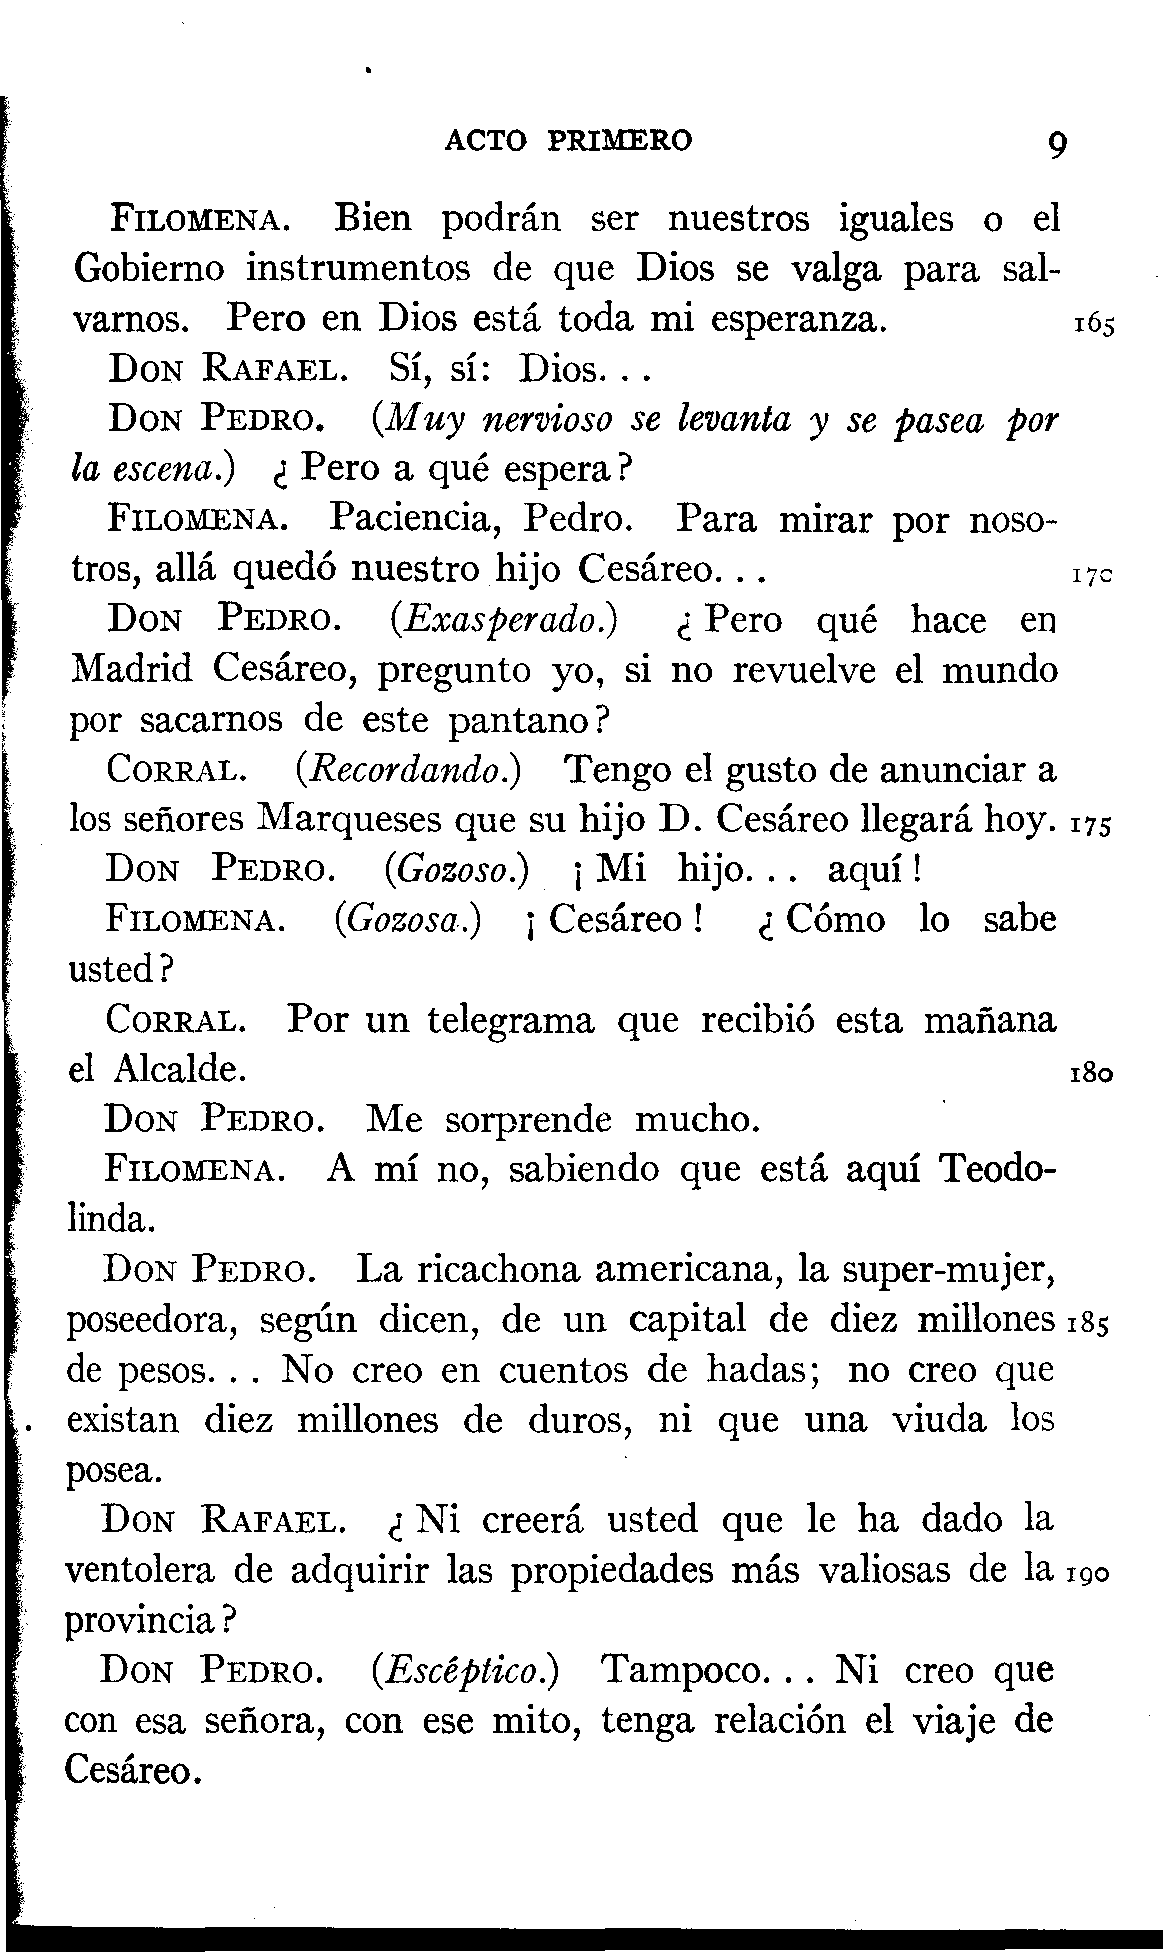 ACTO PRIMERO 9
FILOMENA. Bien podrán ser nuestros iguales o el
Gobierno instrumentos de que Dios se valga para sal-
varnos. Pero en Dios está toda mi esperanza. 165
DON RAFAEL. Sí, sí: Dios. . .
DON PEDRO. (Muy nervioso se levanta y se pasea por
la escena.) ¿ Pero a qué espera?
FILOMENA. Paciencia, Pedro. Para mirar por noso-
tros, allá quedó nuestro hijo Cesáreo. . . 170
DON PEDRO. (Exasperado.) ¿ Pero qué hace en
Madrid Cesáreo, pregunto yo, si no revuelve el mundo
por sacarnos de este pantano?
CORRAL. (Recordando.) Tengo el gusto de anunciar a
los señores Marqueses que su hijo D. Cesáreo llegará hoy. 175
DON PEDRO. (Gozoso.) ¡ Mi hijo. . . aquí !
FILOMENA. (Gozosa.) ¡ Cesáreo ! ¿ Cómo lo sabe
usted?
CORRAL. Por un telegrama que recibió esta mañana
el Alcalde. 180
DON PEDRO. Me sorprende mucho.
FILOMENA. A mí no, sabiendo que está aquí Teodo-
linda.
DON PEDRO. La ricachona americana, la super-mujer,
poseedora, según dicen, de un capital de diez millones 185
de pesos. . . No creo en cuentos de hadas; no creo que
existan diez millones de duros, ni que una viuda los
posea.
DON RAFAEL. ¿ Ni creerá usted que le ha dado la
ventolera de adquirir las propiedades más valiosas de la 190
provincia?
DON PEDRO. (Escéptico.) Tampoco. . . Ni creo que
con esa señora, con ese mito, tenga relación el viaje de
Cesáreo.